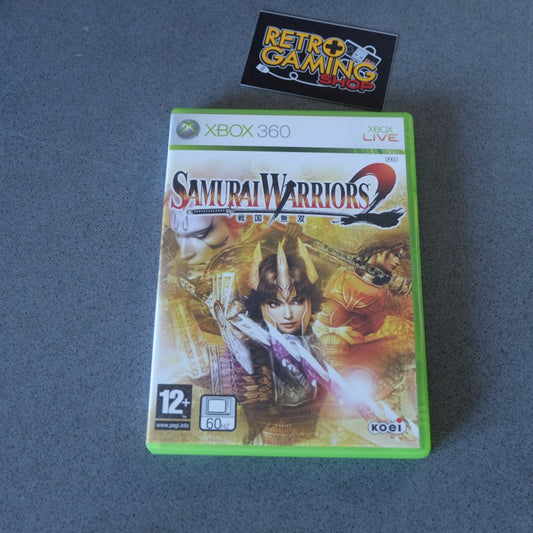 RETRO
GAMING
SHOP
XBOX 360
XBOX
LIVE
SAMURAI WARRIORS 2
戦国無双
12+
www.pegi.info
60Hz
KOEI